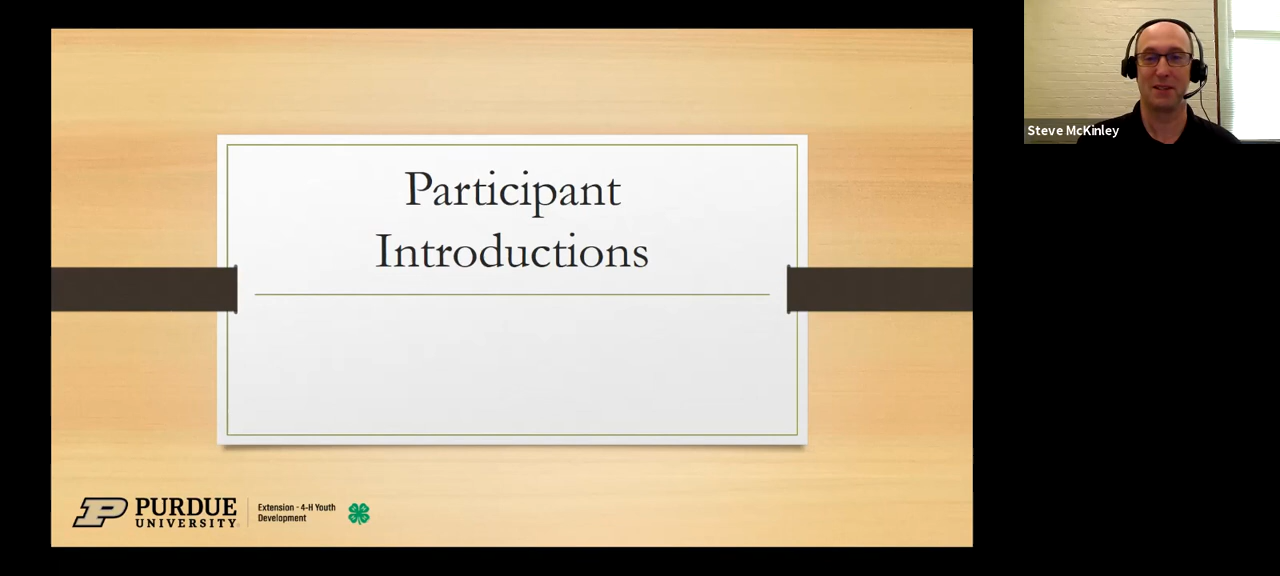 Participant
Introductions
Steve McKinley
PURDUE
UNIVERSITY®
Extension - 4-H Youth
Development